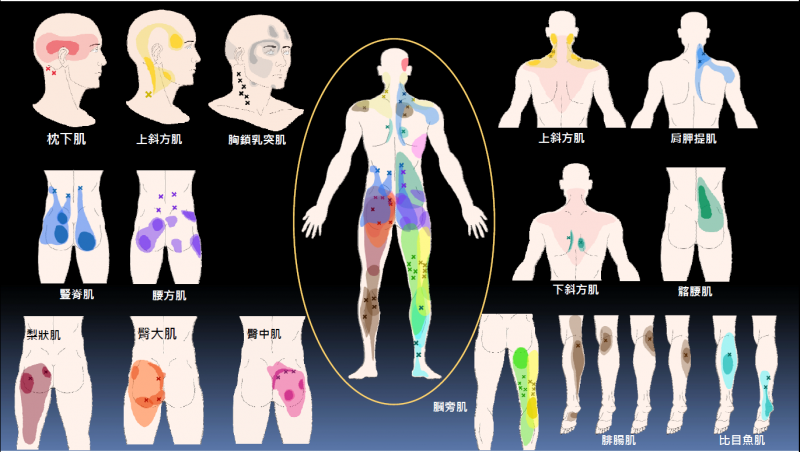 枕下肌
上斜方肌
胸鎖乳突肌
上斜方肌
肩胛提肌
豎脊肌
腰方肌
下斜方肌
髂腰肌
梨狀肌
臀大肌
臀中肌
膕旁肌
腓腸肌
比目魚肌